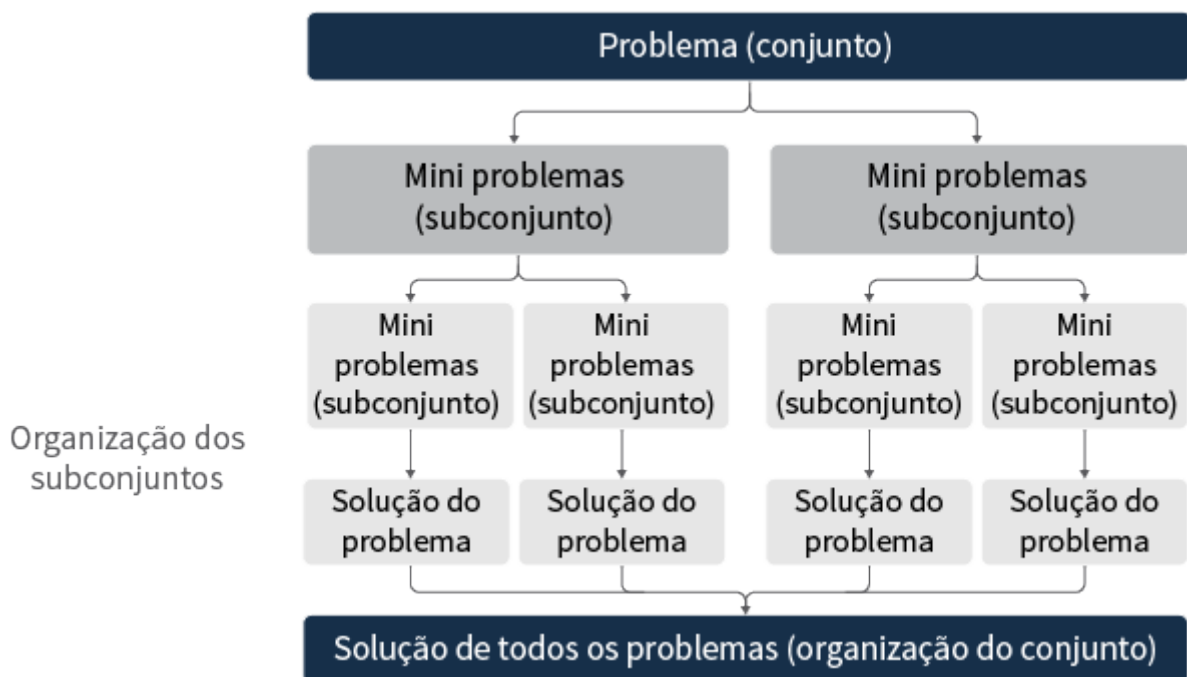 Problema (conjunto)
Mini problemas
(subconjunto)
Mini problemas
(subconjunto)
Mini
problemas
(subconjunto)
Mini
problemas
(subconjunto)
Mini
problemas
(subconjunto)
Mini
problemas
(subconjunto)
Organização dos
subconjuntos
Solução do
problema
Solução do
problema
Solução do
problema
Solução do
problema
Solução de todos os problemas (organização do conjunto)